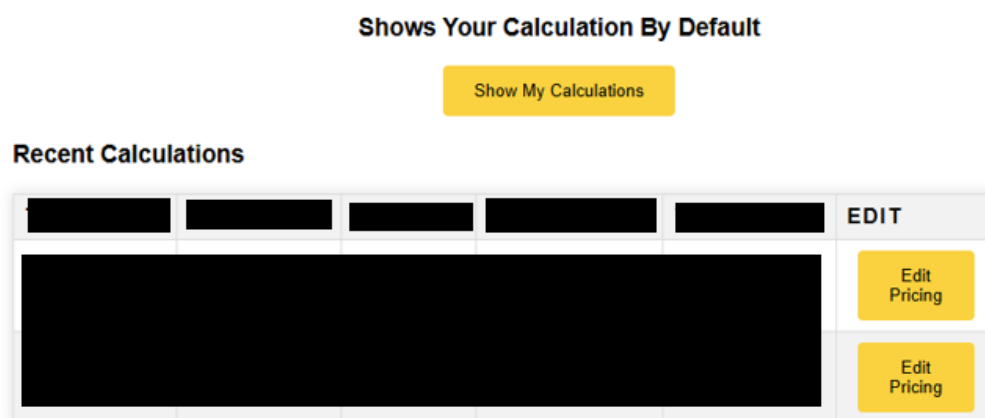 Shows Your Calculation By Default
Show My Calculations
Recent Calculations
EDIT
Edit
Pricing
Edit
Pricing